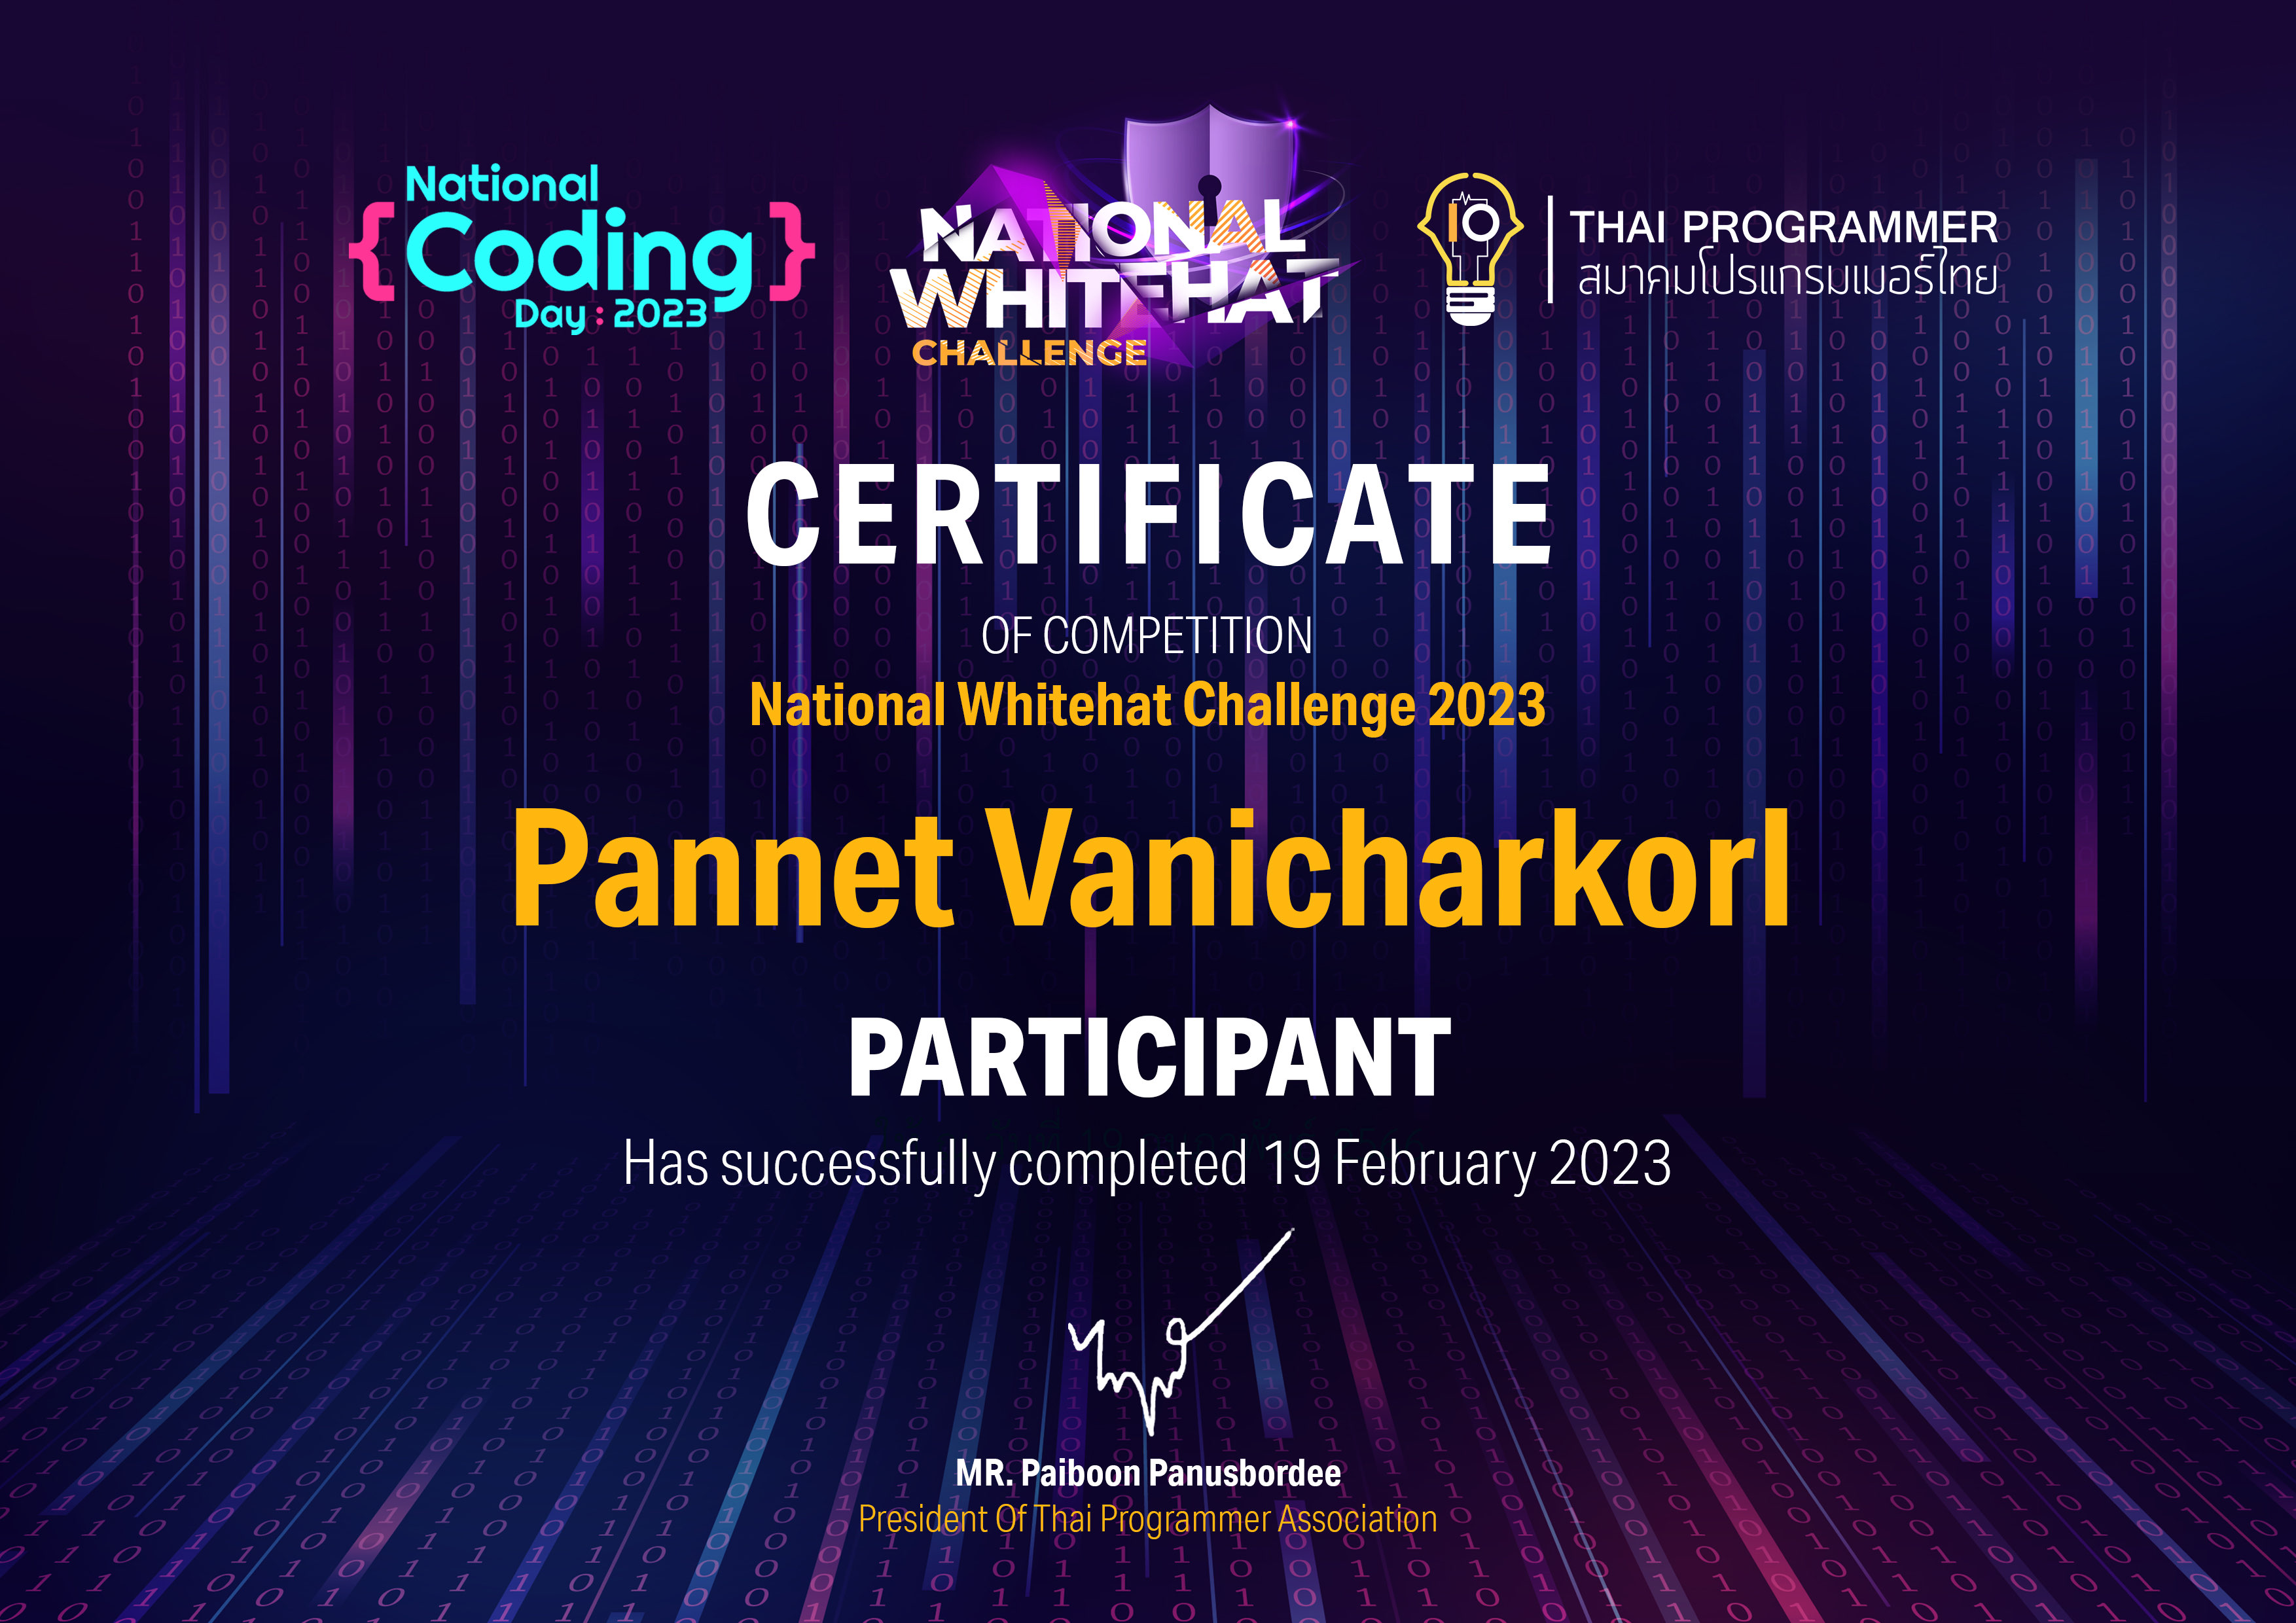 National
{ Coding }
Day : 2023
NATIONAL
WHITEHAT
CHALLENGE
THAI PROGRAMMER
สมาคมโปรแกรมเมอร์ไทย
CERTIFICATE
OF COMPETITION
National Whitehat Challenge 2023
Pannet Vanicharkorl
PARTICIPANT
Has successfully completed 19 February 2023
MR. Paiboon Panusbordee
President Of Thai Programmer Association